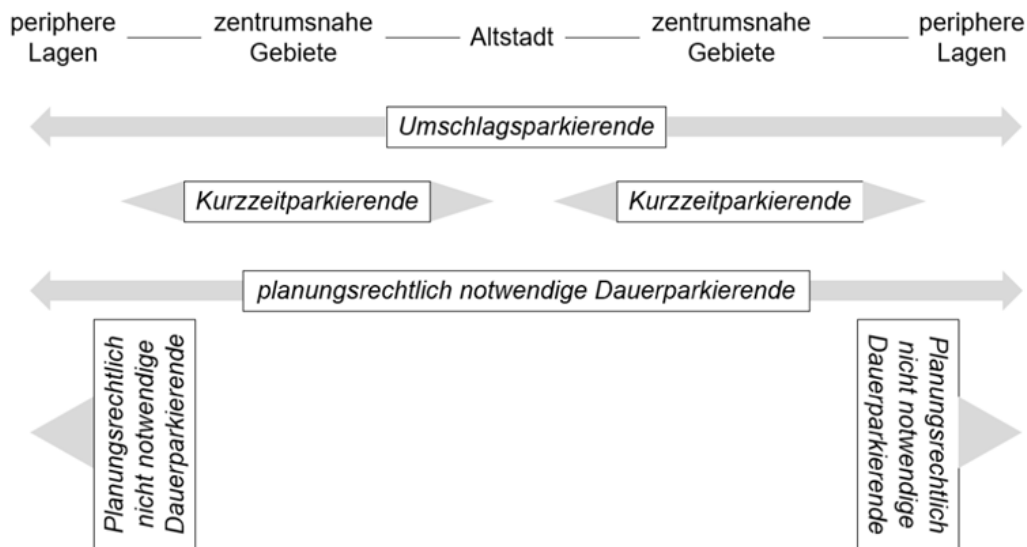 periphere
Lagen
zentrumsnahe
Gebiete
Altstadt
zentrumsnahe
Gebiete
periphere
Lagen
Umschlagsparkierende
Kurzzeitparkierende
Kurzzeitparkierende
planungsrechtlich notwendige Dauerparkierende
Planungsrechtlich
nicht notwendige
Dauerparkierende
Planungsrechtlich
nicht notwendige
Dauerparkierende